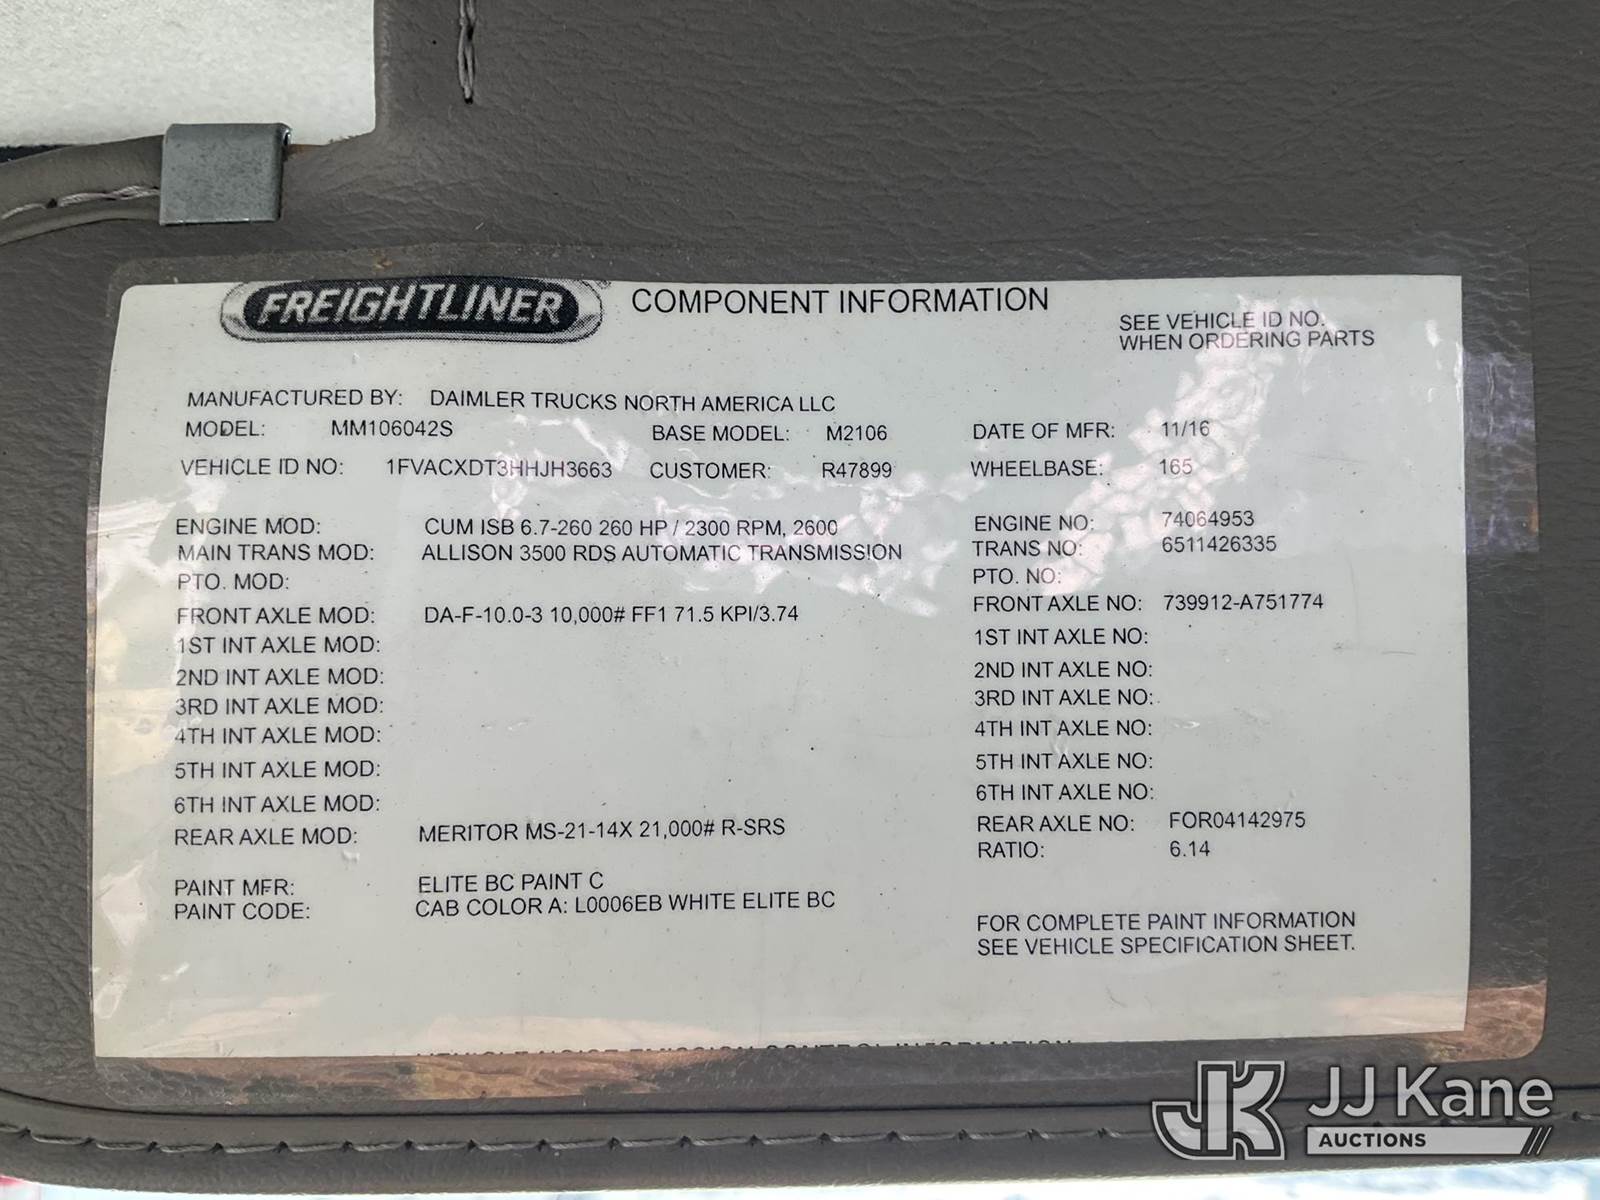 FREIGHTLINER COMPONENT INFORMATION
SEE VEHICLE ID NO.
WHEN ORDERING PARTS
MANUFACTURED BY: DAIMLER TRUCKS NORTH AMERICA LLC
MODEL: MM106042S BASE MODEL: M2106 DATE OF MFR: 11/16
VEHICLE ID NO: 1FVACXDT3HHJH3663 CUSTOMER: R47899 WHEELBASE: 165
ENGINE MOD: CUM ISB 6.7-260 260 HP / 2300 RPM, 2600 ENGINE NO: 74064953
MAIN TRANS MOD: ALLISON 3500 RDS AUTOMATIC TRANSMISSION TRANS NO: 6511426335
PTO. MOD: PTO. NO:
FRONT AXLE MOD: DA-F-10.0-3 10,000# FF1 71.5 KPI/3.74 FRONT AXLE NO: 739912-A751774
1ST INT AXLE MOD: 1ST INT AXLE NO:
2ND INT AXLE MOD: 2ND INT AXLE NO:
3RD INT AXLE MOD: 3RD INT AXLE NO:
4TH INT AXLE MOD: 4TH INT AXLE NO:
5TH INT AXLE MOD: 5TH INT AXLE NO:
6TH INT AXLE MOD: 6TH INT AXLE NO:
REAR AXLE MOD: MERITOR MS-21-14X 21,000# R-SRS REAR AXLE NO: FOR04142975
RATIO: 6.14
PAINT MFR: ELITE BC PAINT C
PAINT CODE: CAB COLOR A: L0006EB WHITE ELITE BC
FOR COMPLETE PAINT INFORMATION
SEE VEHICLE SPECIFICATION SHEET.
VEHICLE NOISE EMISSION CONTROL INFORMATION
JK JJ Kane
AUCTIONS